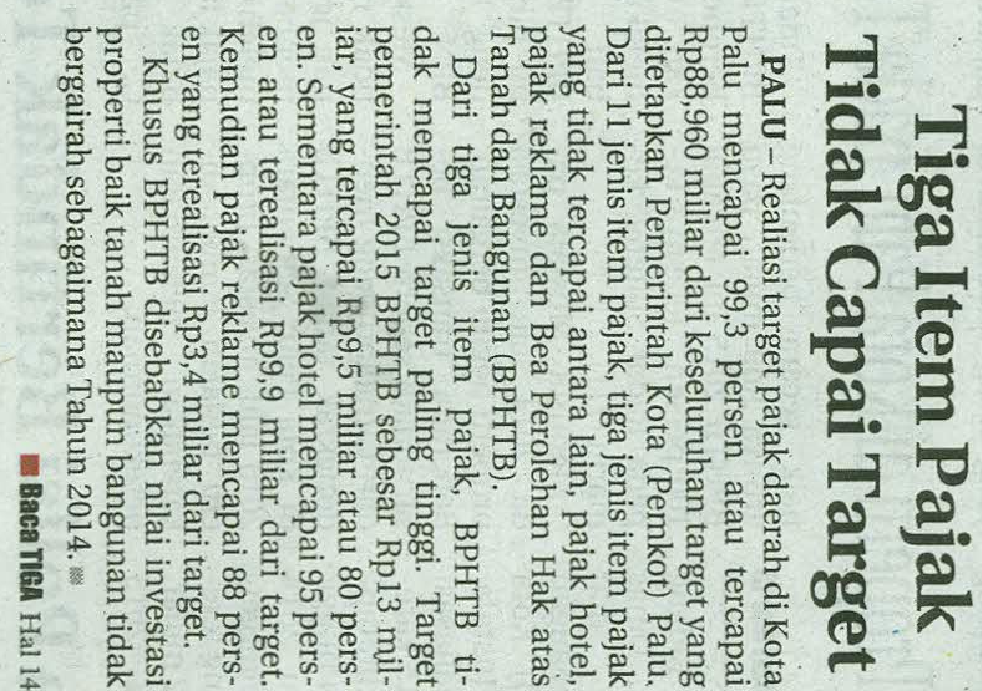 Tiga Item Pajak
Tidak Capai Target
PALU – Realiasi target pajak daerah di Kota
Palu mencapai 99,3 persen atau tercapai
Rp88,960 miliar dari keseluruhan target yang
ditetapkan Pemerintah Kota (Pemkot) Palu.
Dari 11 jenis item pajak, tiga jenis item pajak
yang tidak tercapai antara lain, pajak hotel,
pajak reklame dan Bea Perolehan Hak atas
Tanah dan Bangunan (BPHTB).
Dari tiga jenis item pajak, BPHTB ti-
dak mencapai target paling tinggi. Target
pemerintah 2015 BPHTB sebesar Rp13 mil-
iar, yang tercapai Rp9,5 miliar atau 80 pers-
en. Sementara pajak hotel mencapai 95 pers-
en atau terealisasi Rp9,9 miliar dari target.
Kemudian pajak reklame mencapai 88 pers-
en yang terealisasi Rp3,4 miliar dari target.
Khusus BPHTB disebabkan nilai investasi
properti baik tanah maupun bangunan tidak
bergairah sebagaimana Tahun 2014.
Baca TIGA Hal 14